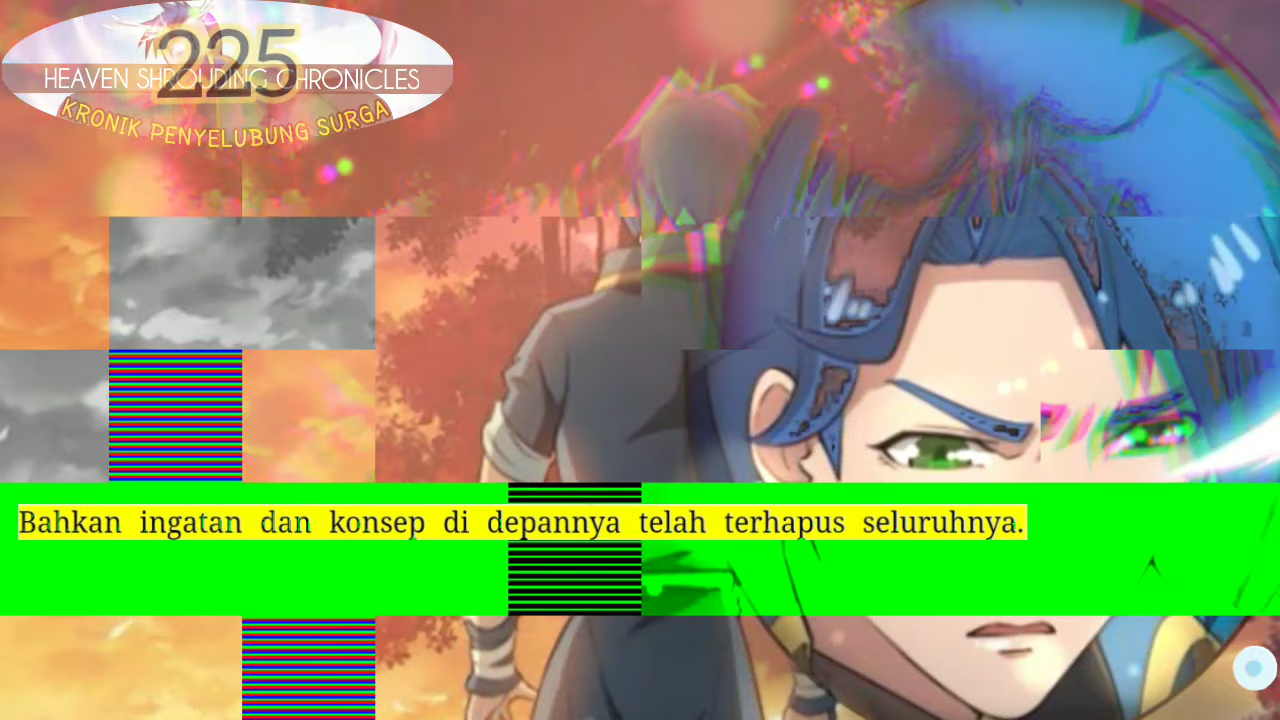 225
HEAVEN SHROUDING CHRONICLES
KRONIK PENYELUBUNG SURGA
Bahkan ingatan dan konsep di depannya telah terhapus seluruhnya.